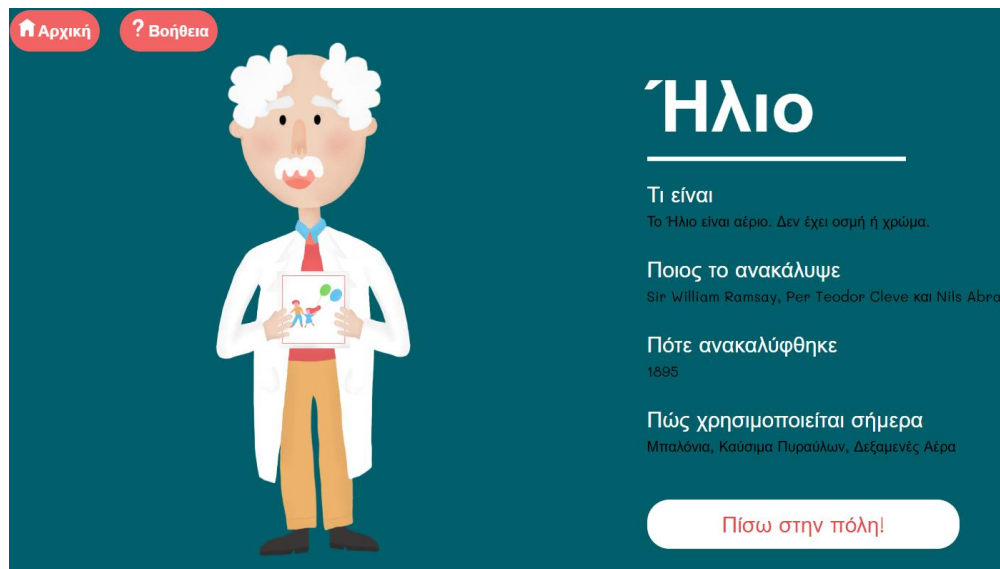 Αρχική
? Βοήθεια
Ήλιο
Τι είναι
Το Ήλιο είναι αέριο. Δεν έχει οσμή ή χρώμα.
Ποιος το ανακάλυψε
Sir William Ramsay, Per Teodor Cleve και Nils Abra
Πότε ανακαλύφθηκε
1895
Πώς χρησιμοποιείται σήμερα
Μπαλόνια, Καύσιμα Πυραύλων, Δεξαμενές Αέρα
Πίσω στην πόλη!